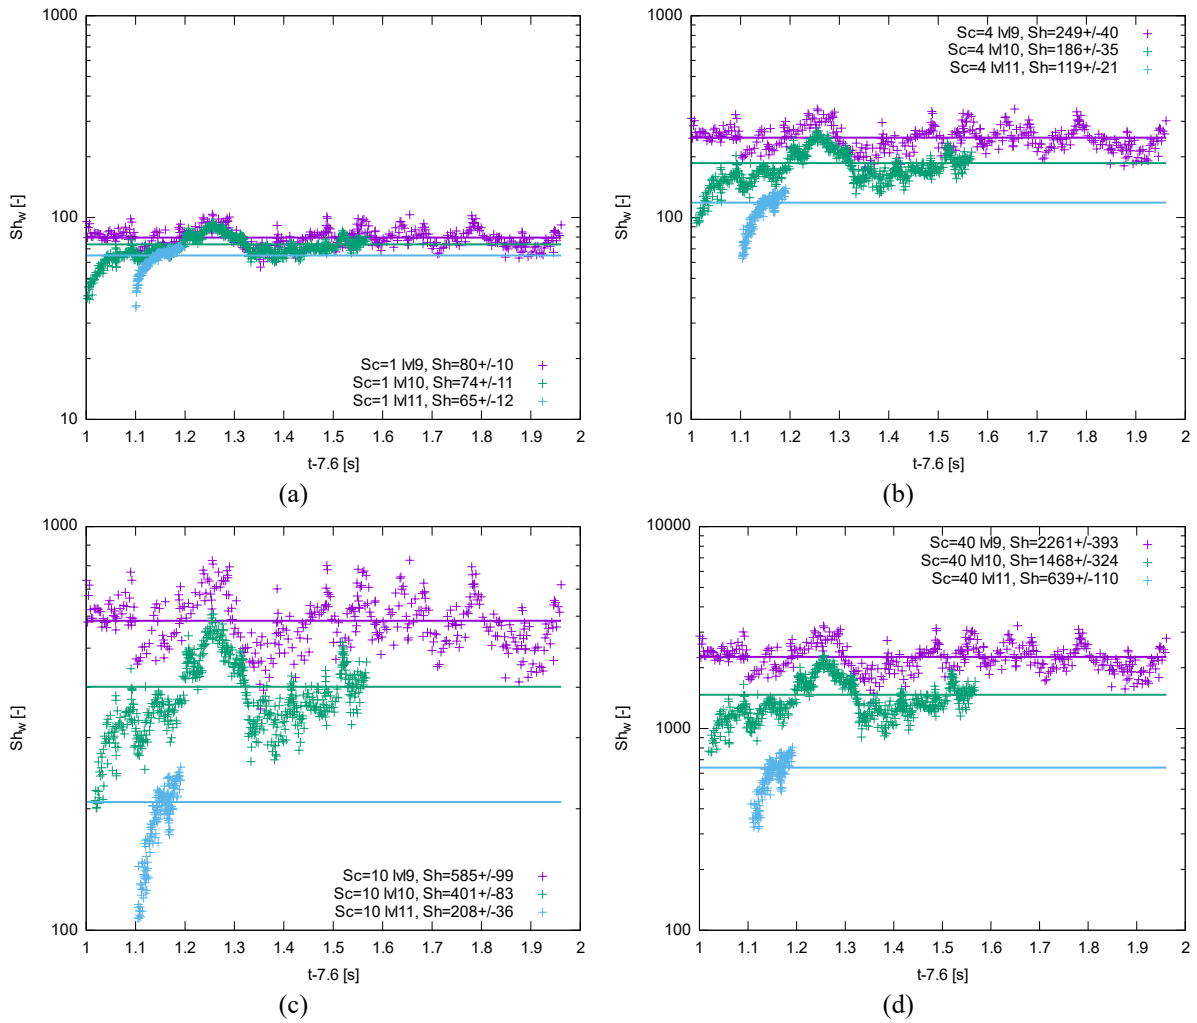 1000
100
10
Sh_w [-]
Sc=1 lvl9, Sh=80+/-10
Sc=1 lvl10, Sh=74+/-11
Sc=1 lvl11, Sh=65+/-12
1 1.1 1.2 1.3 1.4 1.5 1.6 1.7 1.8 1.9 2
t-7.6 [s]
(a)
1000
100
10
Sh_w [-]
Sc=4 lvl9, Sh=249+/-40
Sc=4 lvl10, Sh=186+/-35
Sc=4 lvl11, Sh=119+/-21
1 1.1 1.2 1.3 1.4 1.5 1.6 1.7 1.8 1.9 2
t-7.6 [s]
(b)
1000
100
Sh_w [-]
Sc=10 lvl9, Sh=585+/-99
Sc=10 lvl10, Sh=401+/-83
Sc=10 lvl11, Sh=208+/-36
1 1.1 1.2 1.3 1.4 1.5 1.6 1.7 1.8 1.9 2
t-7.6 [s]
(c)
10000
1000
100
Sh_w [-]
Sc=40 lvl9, Sh=2261+/-393
Sc=40 lvl10, Sh=1468+/-324
Sc=40 lvl11, Sh=639+/-110
1 1.1 1.2 1.3 1.4 1.5 1.6 1.7 1.8 1.9 2
t-7.6 [s]
(d)